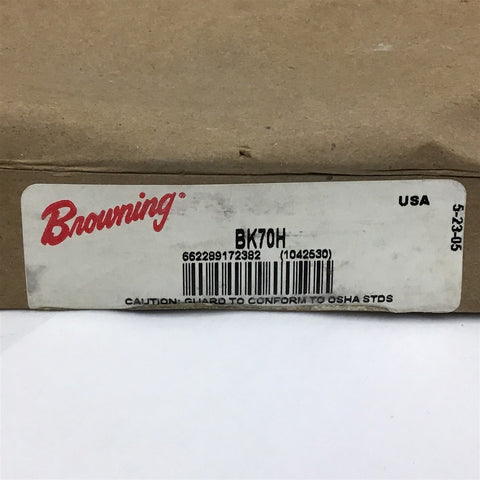 Browning®
USA
5-23-05
BK70H
662289172382 (1042530)
CAUTION: GUARD TO CONFORM TO OSHA STDS